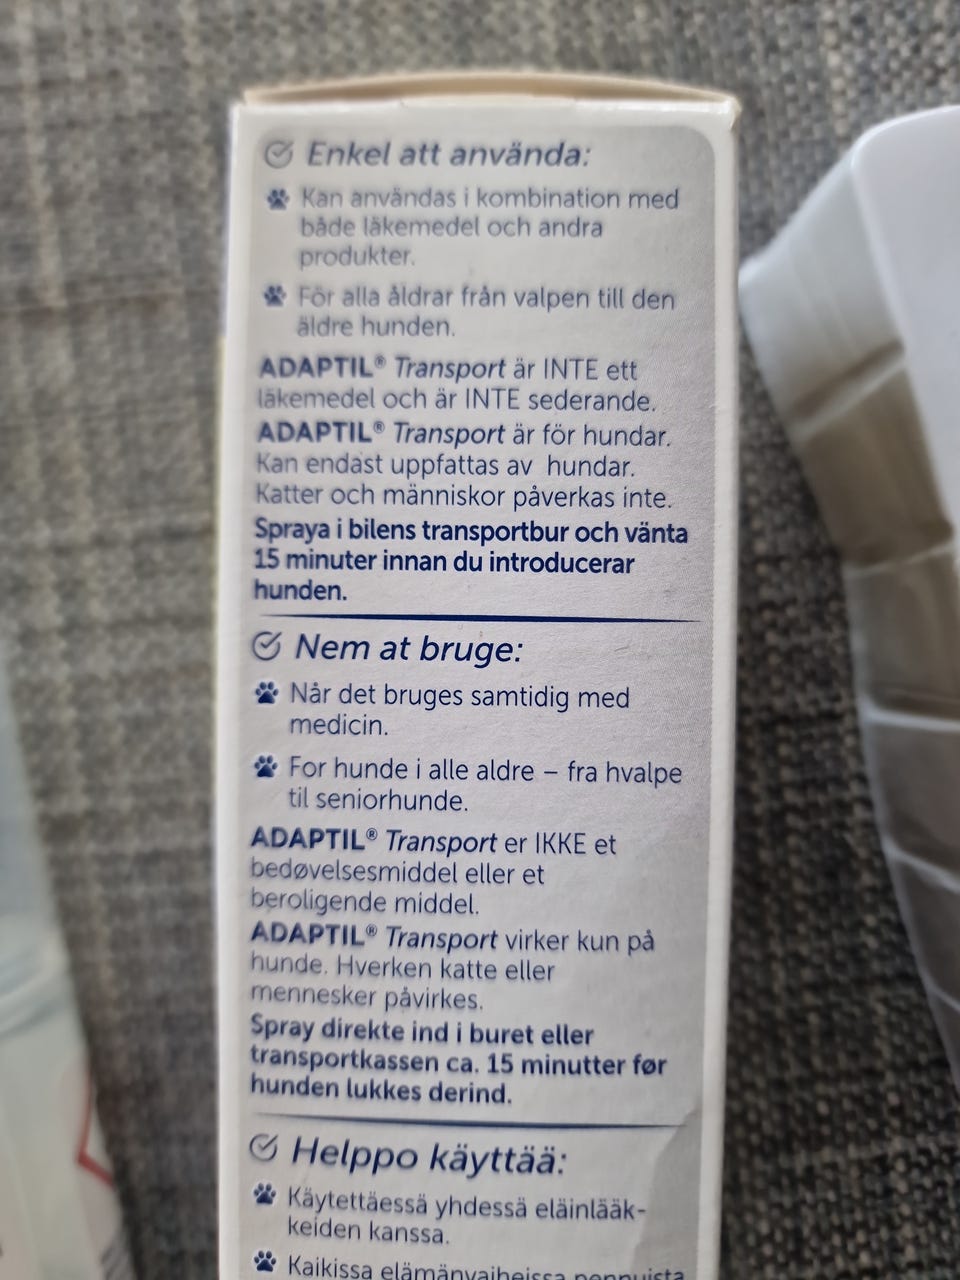 Enkel att använda:
Kan användas i kombination med
både läkemedel och andra
produkter.
För alla åldrar från valpen till den
äldre hunden.
ADAPTIL® Transport är INTE ett
läkemedel och är INTE sederande.
ADAPTIL® Transport är för hundar.
Kan endast uppfattas av hundar.
Katter och människor påverkas inte.
Spraya i bilens transportbur och vänta
15 minuter innan du introducerar
hunden.
Nem at bruge:
Når det bruges samtidig med
medicin.
For hunde i alle aldre – fra hvalpe
til seniorhunde.
ADAPTIL® Transport er IKKE et
bedøvelsesmiddel eller et
beroligende middel.
ADAPTIL® Transport virker kun på
hunde. Hverken katte eller
mennesker påvirkes.
Spray direkte ind i buret eller
transportkassen ca. 15 minutter før
hunden lukkes derind.
Helppo käyttää:
Käytettäessä yhdessä eläinlääk-
keiden kanssa.
Kaikissa elämänvaiheissa pennuista